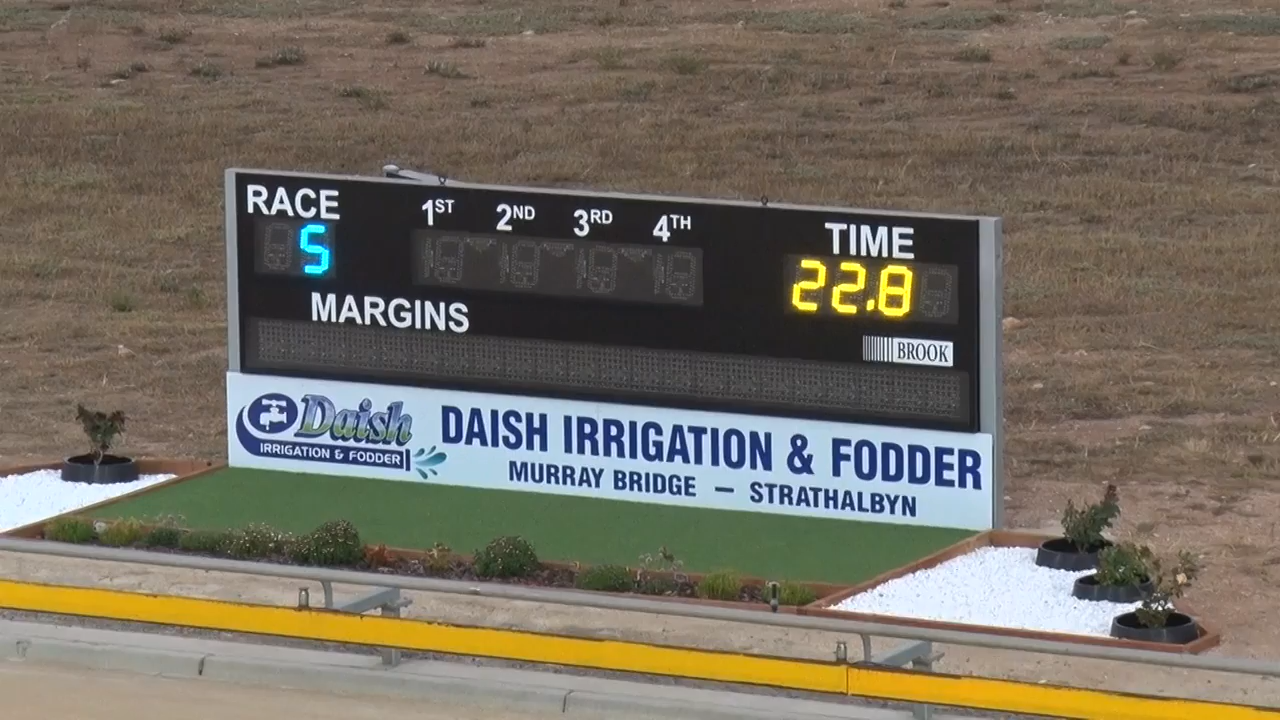 RACE 1ST 2ND 3RD 4TH TIME
5 22.8
MARGINS
BROOK
Daish
IRRIGATION & FODDER
DAISH IRRIGATION & FODDER
MURRAY BRIDGE — STRATHALBYN